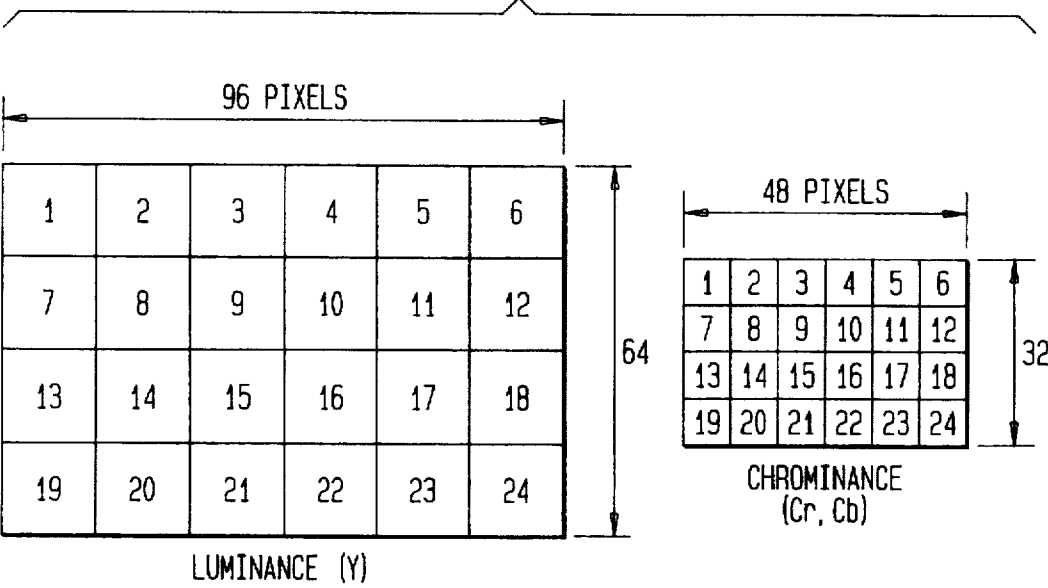 96 PIXELS
1 2 3 4 5 6
7 8 9 10 11 12
13 14 15 16 17 18
19 20 21 22 23 24
64
LUMINANCE (Y)
48 PIXELS
1 2 3 4 5 6
7 8 9 10 11 12
13 14 15 16 17 18
19 20 21 22 23 24
32
CHROMINANCE
(Cr, Cb)